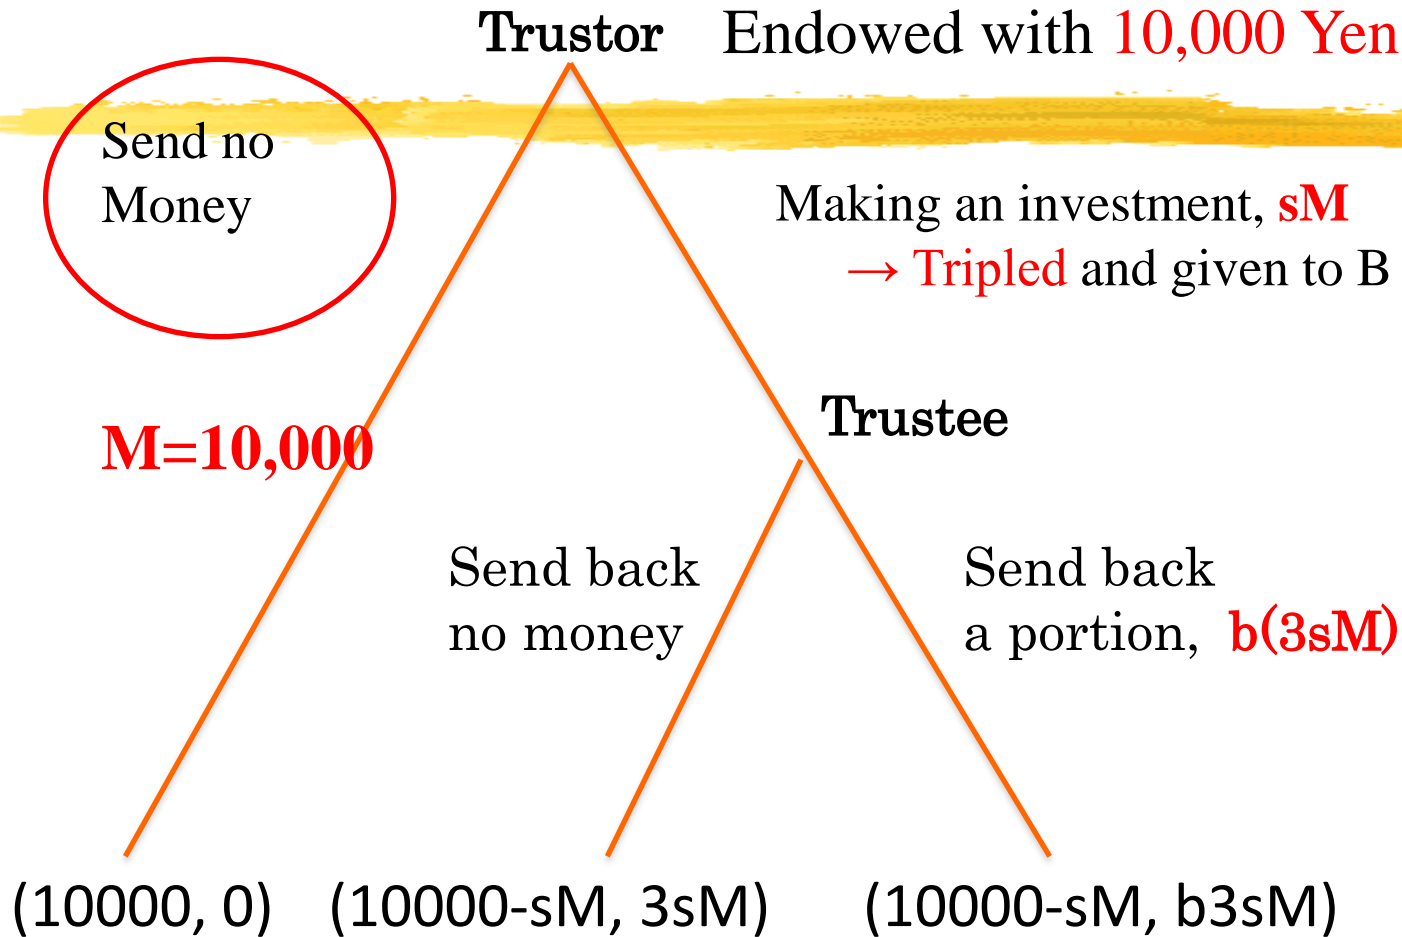 Trustor
Endowed with 10,000 Yen
Send no
Money
Making an investment, sM
→ Tripled and given to B
M=10,000
Trustee
Send back
no money
Send back
a portion, b(3sM)
(10000, 0)
(10000-sM, 3sM)
(10000-sM, b3sM)